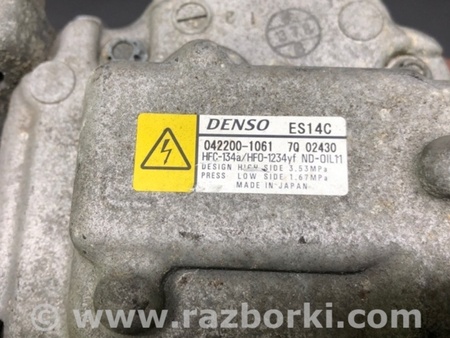 DENSO ES14C
042200-1061 7Q 02430
HFC-134a/HFO-1234yf ND-OIL11
DESIGN HIGH SIDE 3.53MPa
PRESS LOW SIDE 1.67MPa
MADE IN JAPAN
www.razborki.com